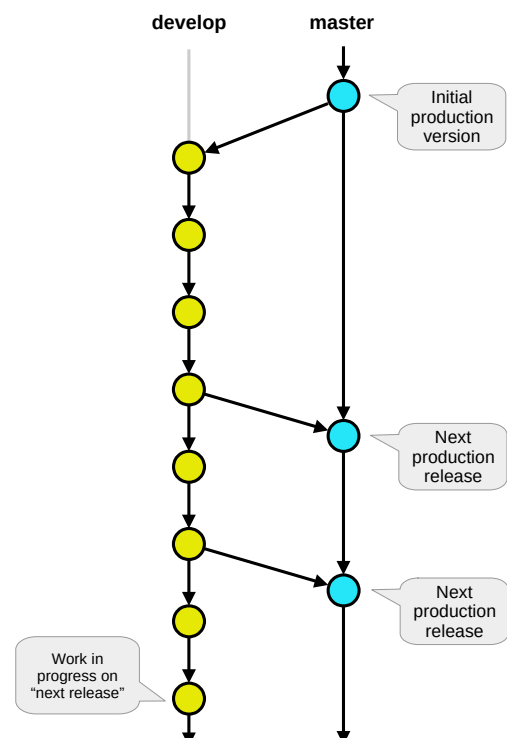 develop
master
Initial
production
version
Next
production
release
Next
production
release
Work in
progress on
“next release”